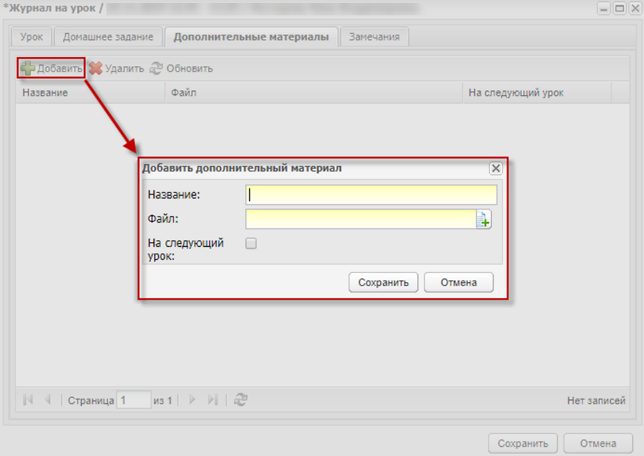 *Журнал на урок /
Урок Домашнее задание Дополнительные материалы Замечания
Добавить Удалить Обновить
Название Файл На следующий урок
Добавить дополнительный материал
Название:
Файл:
На следующий
урок:
Сохранить Отмена
Страница 1 из 1 Нет записей
Сохранить Отмена